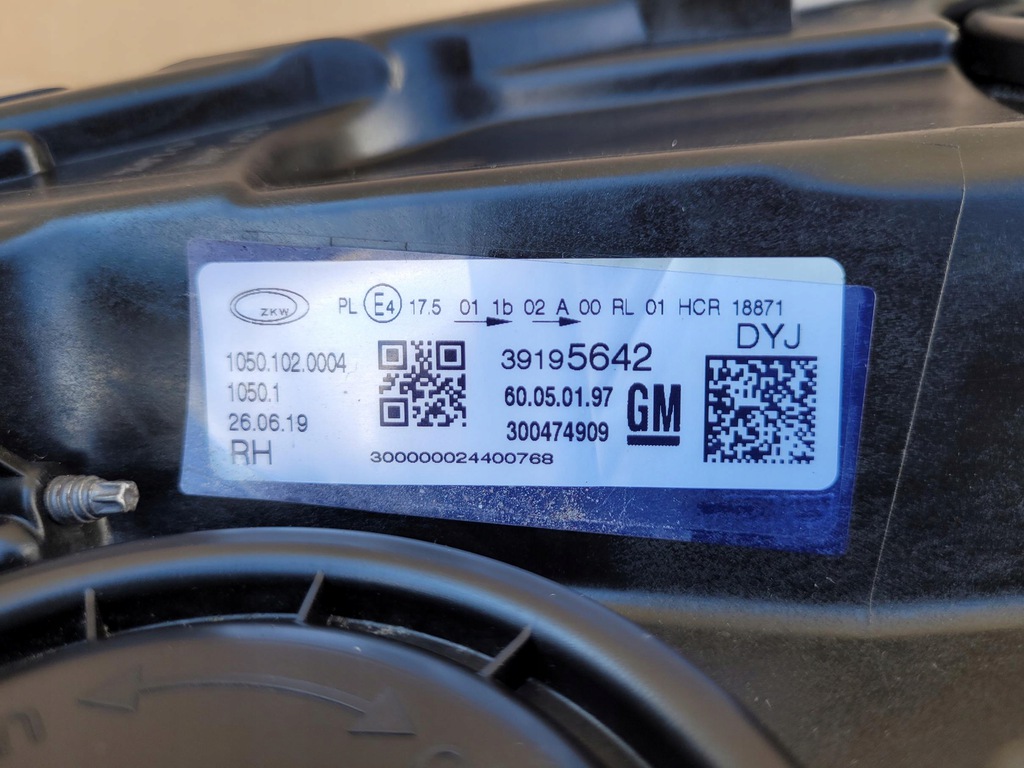 ZKW
PL E4 17.5 01 1b 02 A 00 RL 01 HCR 18871
DYJ
1050.102.0004
39195642
1050.1
60.05.01.97
GM
26.06.19
300474909
RH
300000024400768